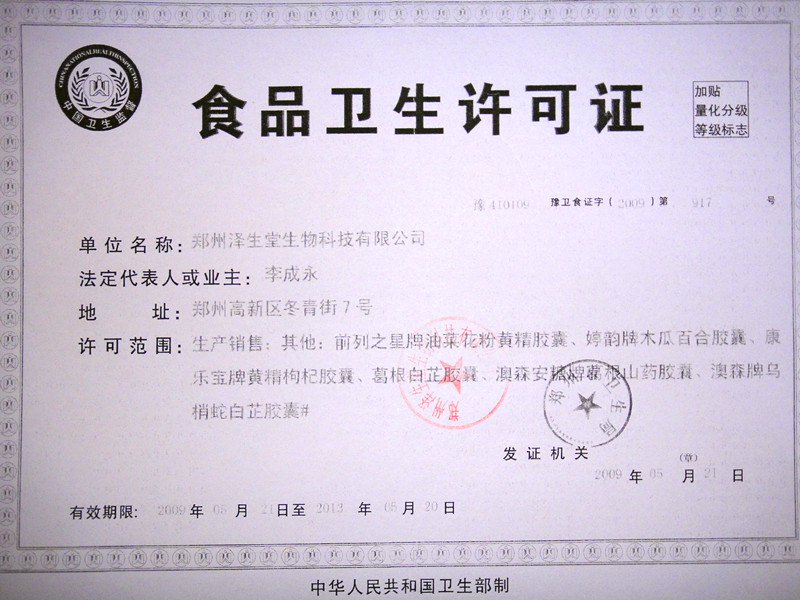 CHINA NATIONAL HEALTH INSPECTION
中国卫生监督
食品卫生许可证
加贴
量化分级
等级标志
豫 410109 豫卫食证字(2009)第 917 号
单位名称:郑州泽生堂生物科技有限公司
法定代表人或业主:李成永
地址:郑州高新区冬青街7号
许可范围:生产销售:其他:前列之星牌油菜花粉黄精胶囊、婷韵牌木瓜百合胶囊、康
乐宝牌黄精枸杞胶囊、葛根白芷胶囊、澳森安糖牌葛根山药胶囊、澳森牌乌
梢蛇白芷胶囊#
发证机关
(章)
2009年05月21日
有效期限:2009年05月21日至2013年05月20日
中华人民共和国卫生部制